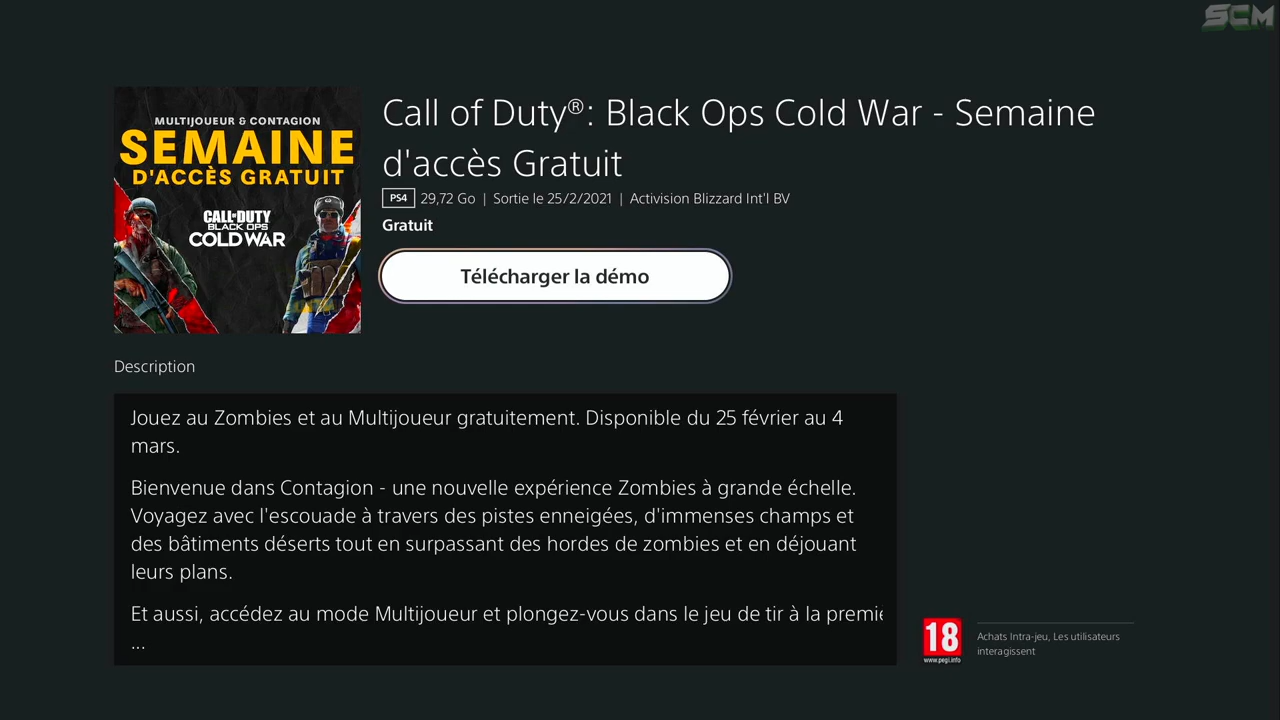 SCM
MULTIJOUEUR & CONTAGION
SEMAINE
D'ACCÈS GRATUIT
CALL OF DUTY
BLACK OPS
COLD WAR
Call of Duty®: Black Ops Cold War - Semaine
d'accès Gratuit
PS4 29,72 Go | Sortie le 25/2/2021 | Activision Blizzard Int'l BV
Gratuit
Télécharger la démo
Description
Jouez au Zombies et au Multijoueur gratuitement. Disponible du 25 février au 4
mars.
Bienvenue dans Contagion - une nouvelle expérience Zombies à grande échelle.
Voyagez avec l'escouade à travers des pistes enneigées, d'immenses champs et
des bâtiments déserts tout en surpassant des hordes de zombies et en déjouant
leurs plans.
Et aussi, accédez au mode Multijoueur et plongez-vous dans le jeu de tir à la premiè
...
18
www.pegi.info
Achats Intra-jeu, Les utilisateurs
interagissent